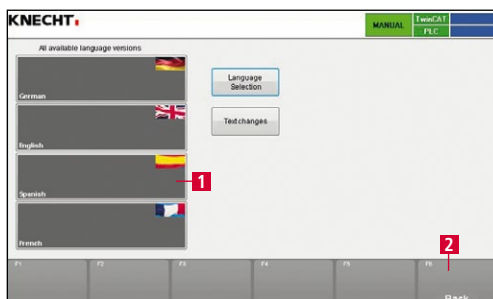 KNECHT
MANUAL
TwinCAT
PLC
All available language versions
German
Language
Selection
English
Text changes
Spanish
1
French
2
F1 F2 F3 F4 F5 F6
Back